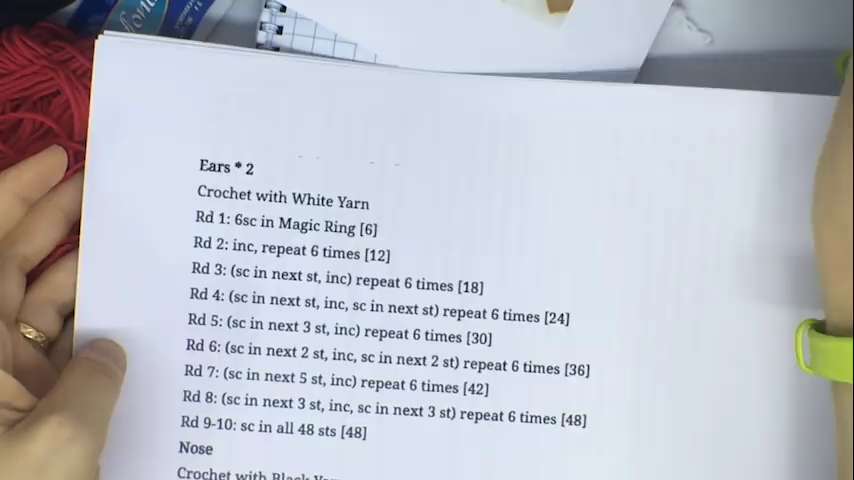 Ears * 2
Crochet with White Yarn
Rd 1: 6sc in Magic Ring [6]
Rd 2: inc, repeat 6 times [12]
Rd 3: (sc in next st, inc) repeat 6 times [18]
Rd 4: (sc in next st, inc, sc in next st) repeat 6 times [24]
Rd 5: (sc in next 3 st, inc) repeat 6 times [30]
Rd 6: (sc in next 2 st, inc, sc in next 2 st) repeat 6 times [36]
Rd 7: (sc in next 5 st, inc) repeat 6 times [42]
Rd 8: (sc in next 3 st, inc, sc in next 3 st) repeat 6 times [48]
Rd 9-10: sc in all 48 sts [48]
Nose
Crochet with Black